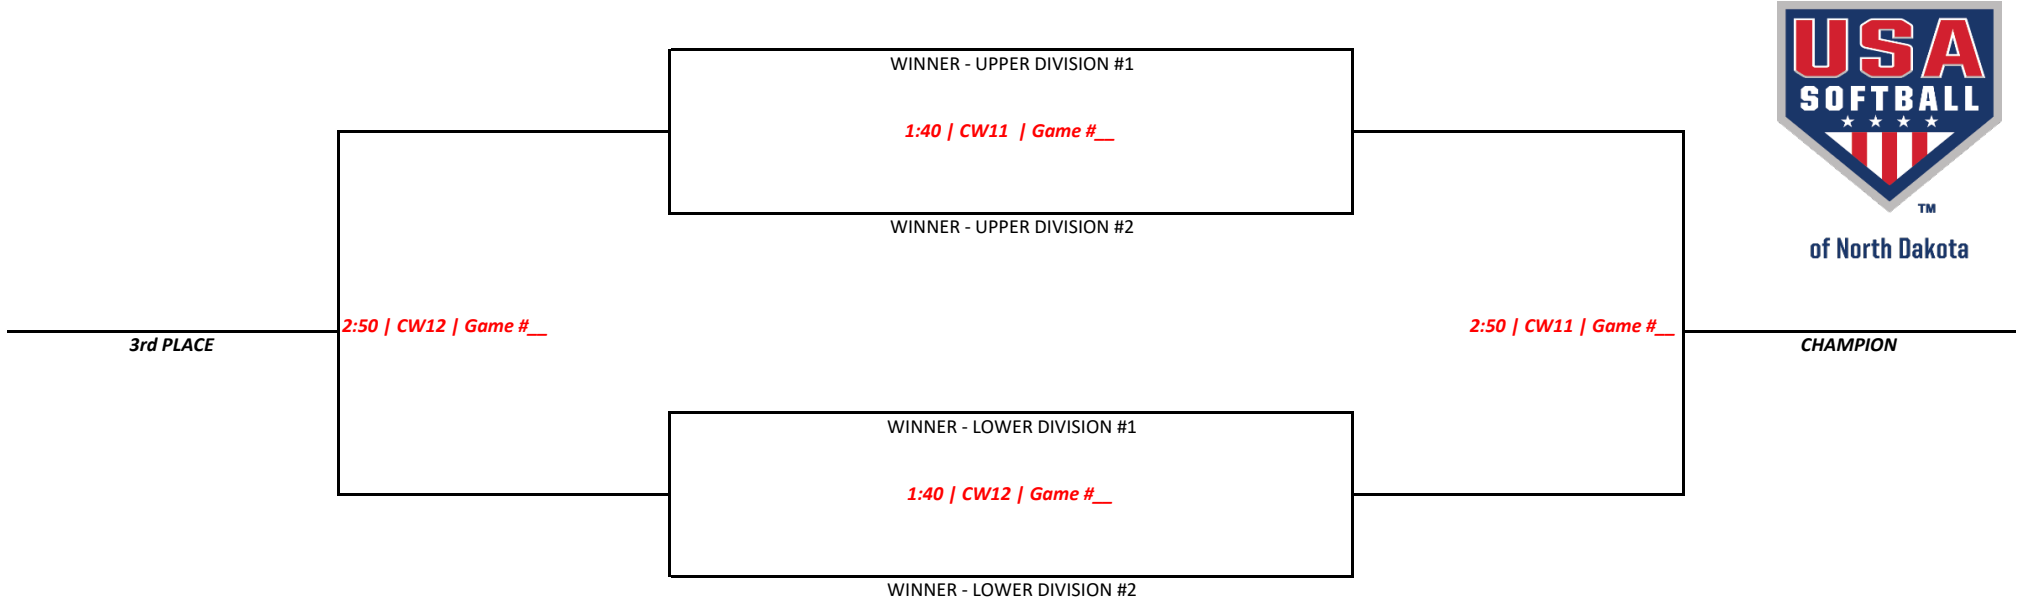 USA
SOFTBALL
TM
of North Dakota
WINNER - UPPER DIVISION #1
1:40 | CW11 | Game #__
WINNER - UPPER DIVISION #2
2:50 | CW12 | Game #__
2:50 | CW11 | Game #__
3rd PLACE
CHAMPION
WINNER - LOWER DIVISION #1
1:40 | CW12 | Game #__
WINNER - LOWER DIVISION #2